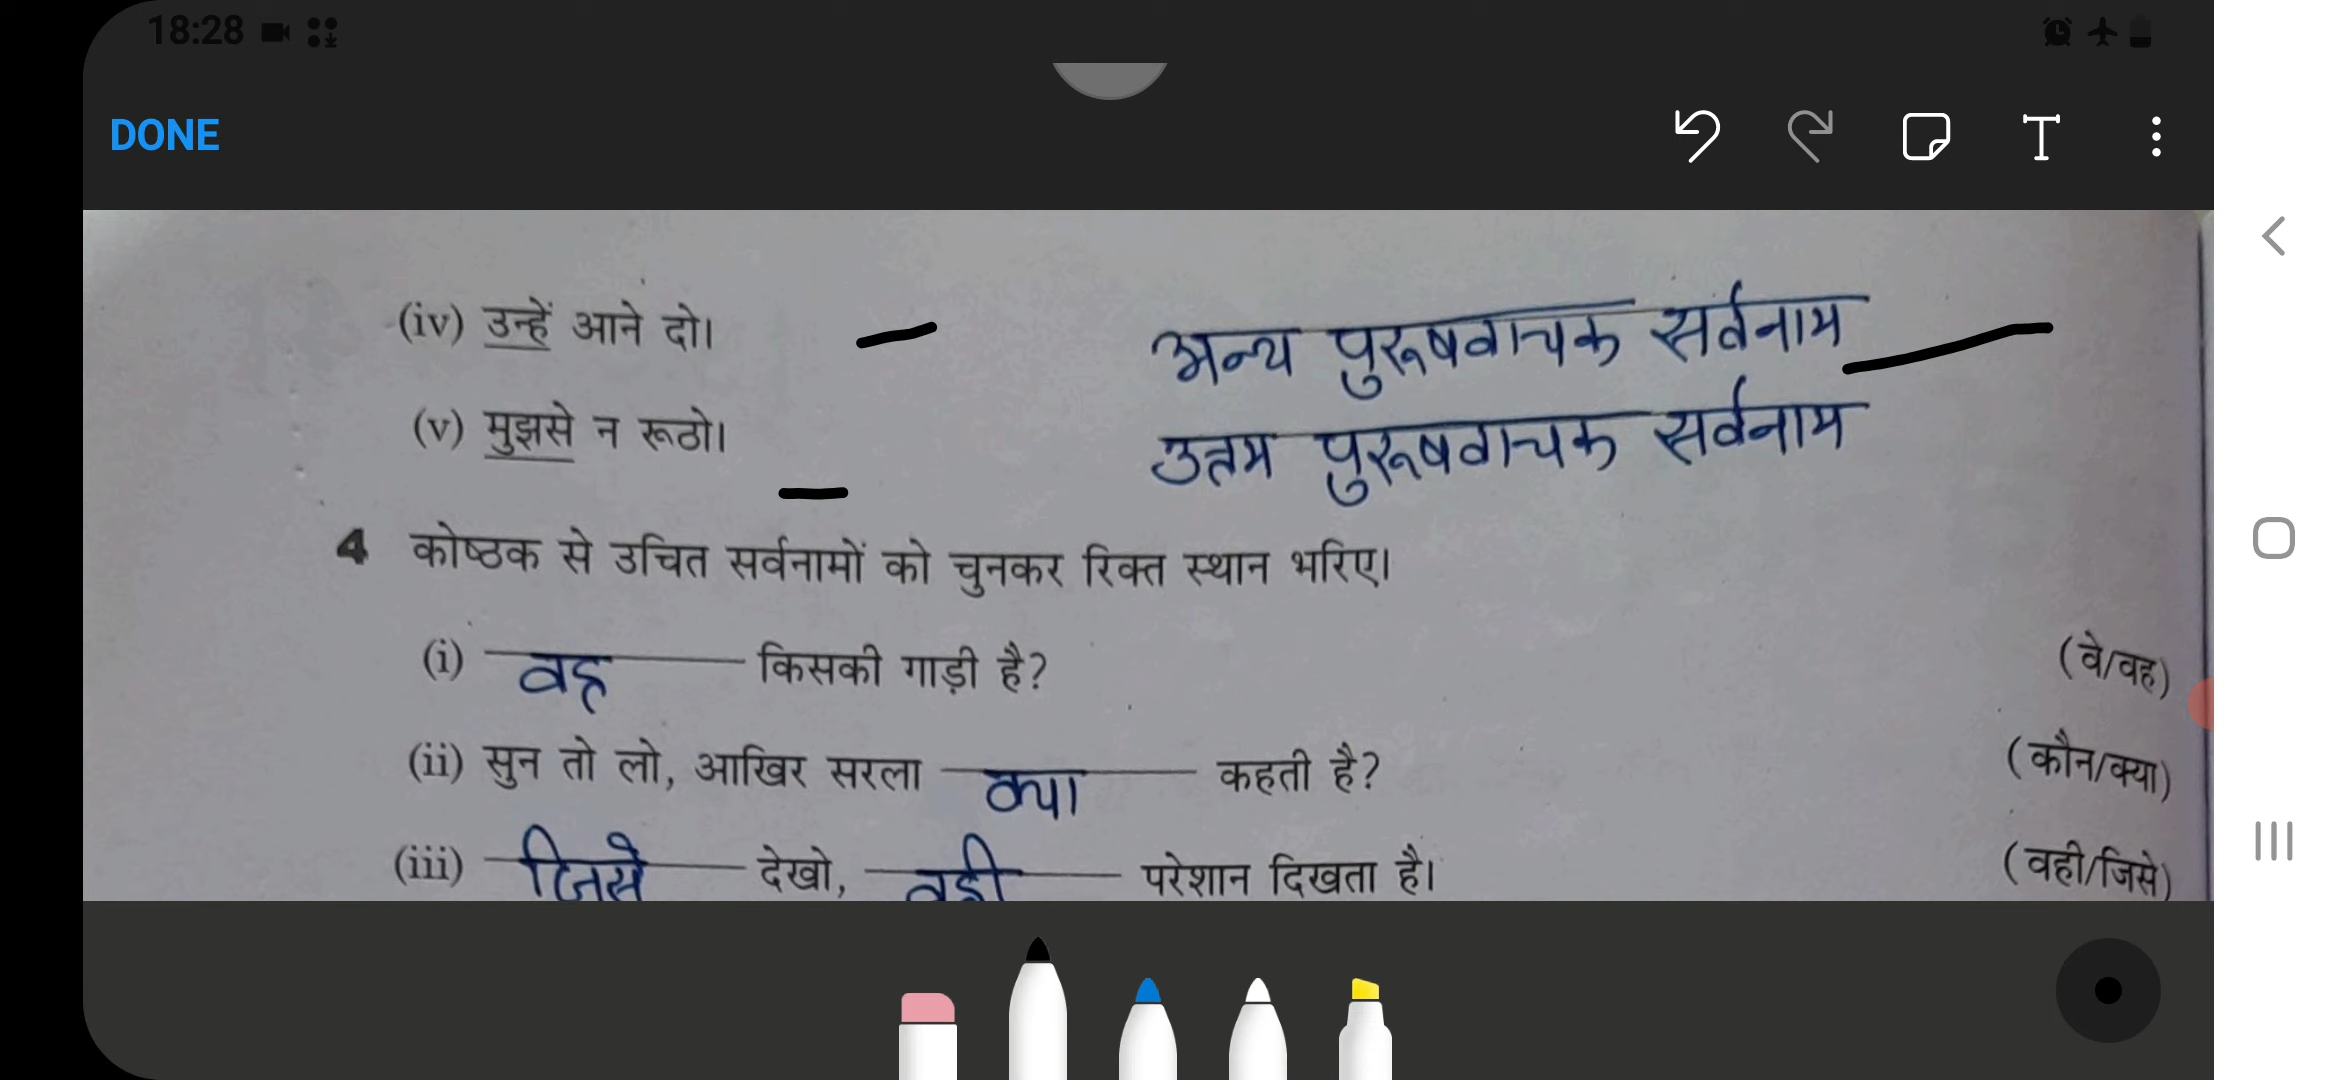 18:28
DONE
T
(iv) उन्हें आने दो। अन्य पुरूषवाचक सर्वनाम
(v) मुझसे न रूठो। उत्तम पुरूषवाचक सर्वनाम
4 कोष्ठक से उचित सर्वनामों को चुनकर रिक्त स्थान भरिए।
(i) वह किसकी गाड़ी है? (वे/वह)
(ii) सुन तो लो, आखिर सरला क्या कहती है? (कौन/क्या)
(iii) जिसे देखो, वही परेशान दिखता है। (वही/जिसे)